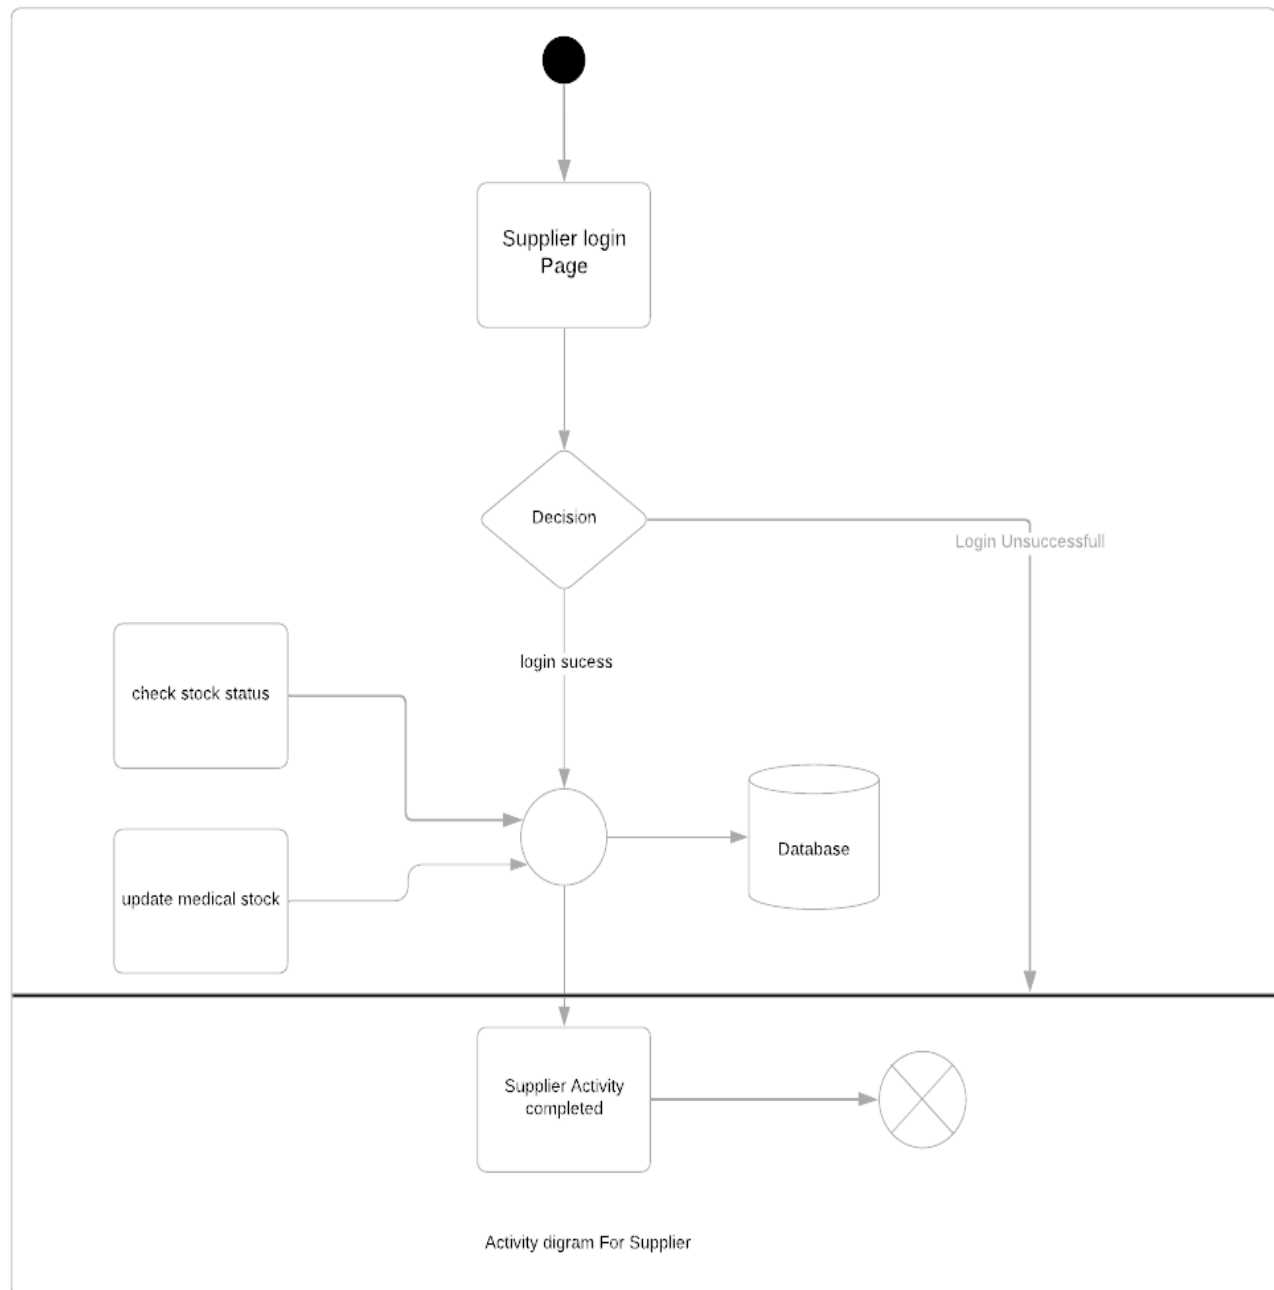 Supplier login
Page
Decision
Login Unsuccessfull
login sucess
check stock status
Database
update medical stock
Supplier Activity
completed
Activity digram For Supplier